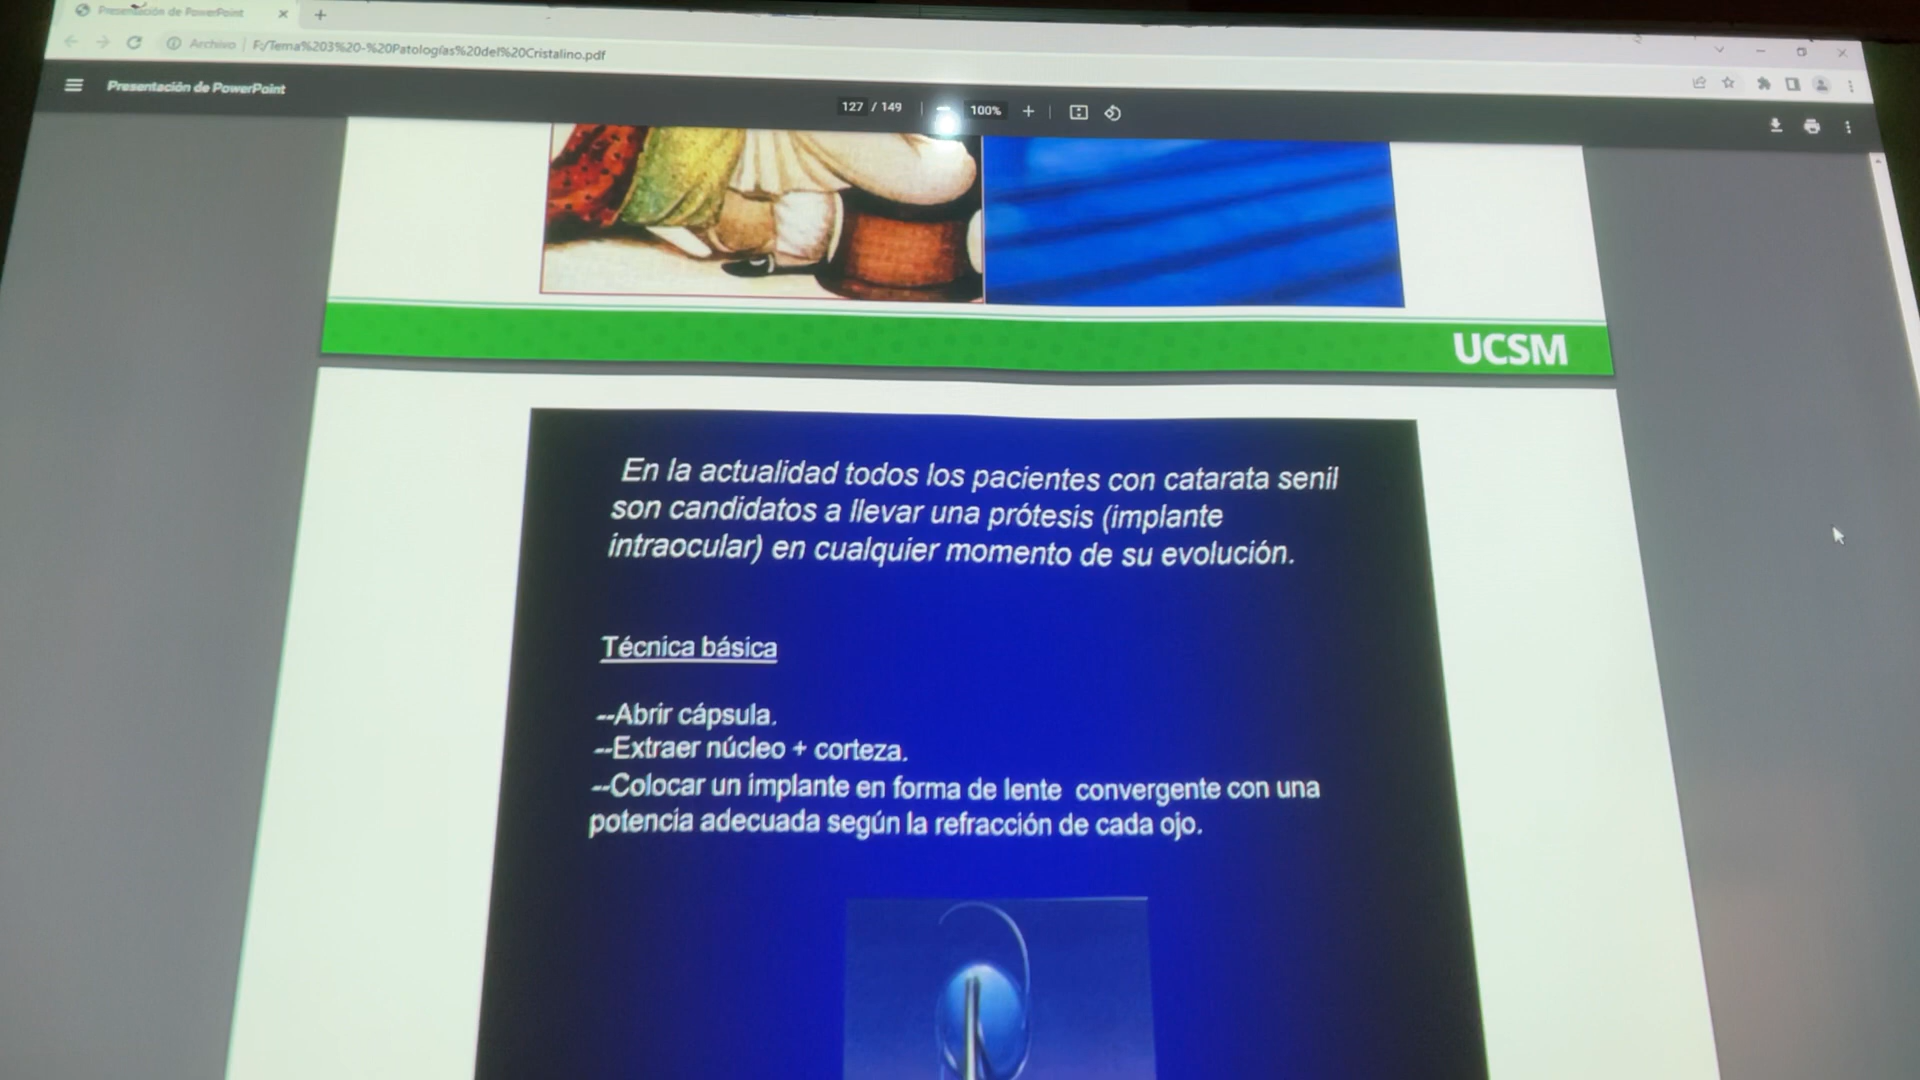 Presentación de PowerPoint
Archivo
F:/Tema%203%20-%20Patologías%20del%20Cristalino.pdf
Presentación de PowerPoint
127 / 149
100%
UCSM
En la actualidad todos los pacientes con catarata senil
son candidatos a llevar una prótesis (implante
intraocular) en cualquier momento de su evolución.
Técnica básica
--Abrir cápsula.
--Extraer núcleo + corteza.
--Colocar un implante en forma de lente convergente con una
potencia adecuada según la refracción de cada ojo.